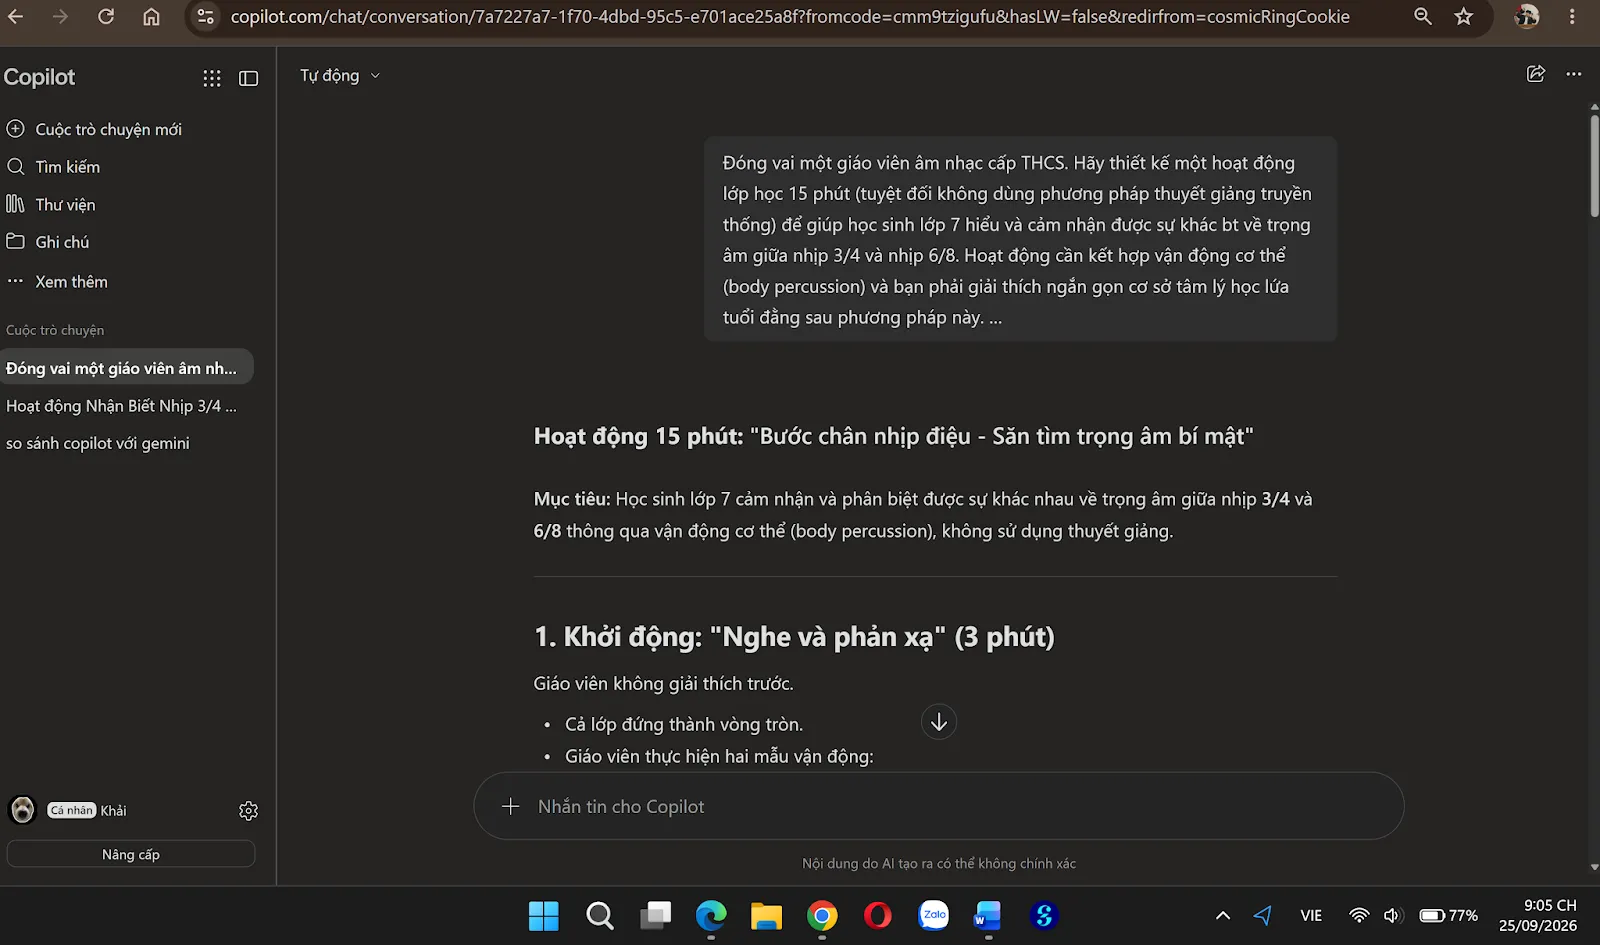 copilot.com/chat/conversation/7a7227a7-1f70-4dbd-95c5-e701ace25a8f?fromcode=cmm9tzigufu&hasLW=false&redirfrom=cosmicRingCookie
Copilot
Tự động
Cuộc trò chuyện mới
Tìm kiếm
Thư viện
Ghi chú
Xem thêm
Cuộc trò chuyện
Đóng vai một giáo viên âm nh...
Hoạt động Nhận Biết Nhịp 3/4 ...
so sánh copilot với gemini
Cá nhân Khải
Nâng cấp
Đóng vai một giáo viên âm nhạc cấp THCS. Hãy thiết kế một hoạt động
lớp học 15 phút (tuyệt đối không dùng phương pháp thuyết giảng truyền
thống) để giúp học sinh lớp 7 hiểu và cảm nhận được sự khác bt về trọng
âm giữa nhịp 3/4 và nhịp 6/8. Hoạt động cần kết hợp vận động cơ thể
(body percussion) và bạn phải giải thích ngắn gọn cơ sở tâm lý học lứa
tuổi đằng sau phương pháp này. ...
Hoạt động 15 phút: "Bước chân nhịp điệu - Săn tìm trọng âm bí mật"
Mục tiêu: Học sinh lớp 7 cảm nhận và phân biệt được sự khác nhau về trọng âm giữa nhịp 3/4 và
6/8 thông qua vận động cơ thể (body percussion), không sử dụng thuyết giảng.
1. Khởi động: "Nghe và phản xạ" (3 phút)
Giáo viên không giải thích trước.
• Cả lớp đứng thành vòng tròn.
• Giáo viên thực hiện hai mẫu vận động:
Nhắn tin cho Copilot
Nội dung do AI tạo ra có thể không chính xác
Zalo
W
VIE
77%
9:05 CH
25/09/2026